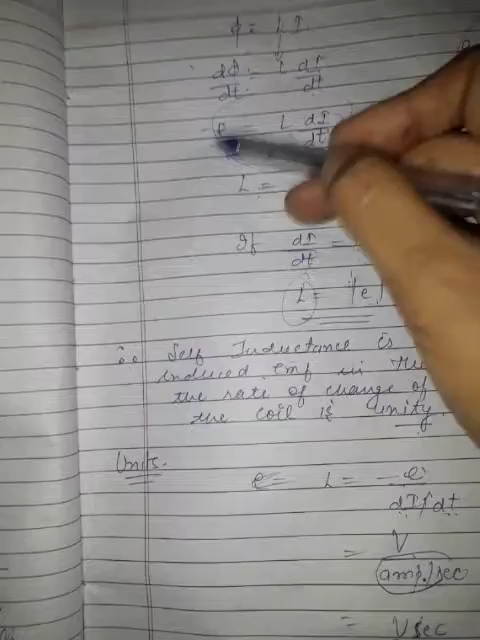 φ = L I
dφ/dt = L dI/dt
L dI/dt
L =
If dI/dt =
L = |e|
∴ Self Inductance is
induced emf in the
the rate of change of
the coil is unity.
Units.
e = L = -e
dI/dt
= V
amp/sec
= V sec